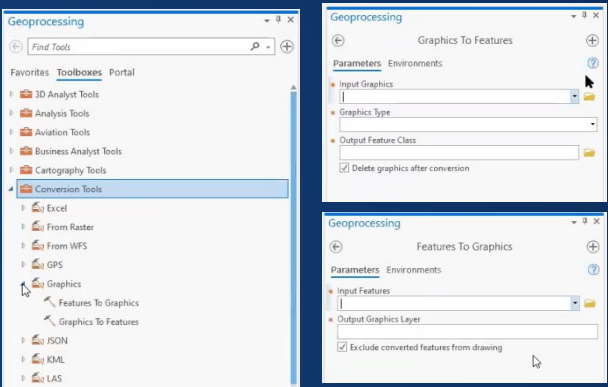 Geoprocessing
Find Tools
Favorites Toolboxes Portal
3D Analyst Tools
Analysis Tools
Aviation Tools
Business Analyst Tools
Cartography Tools
Conversion Tools
Excel
From Raster
From WFS
GPS
Graphics
Features To Graphics
Graphics To Features
JSON
KML
LAS
Geoprocessing
Graphics To Features
Parameters Environments
Input Graphics
Graphics Type
Output Feature Class
Delete graphics after conversion
Geoprocessing
Features To Graphics
Parameters Environments
Input Features
Output Graphics Layer
Exclude converted features from drawing